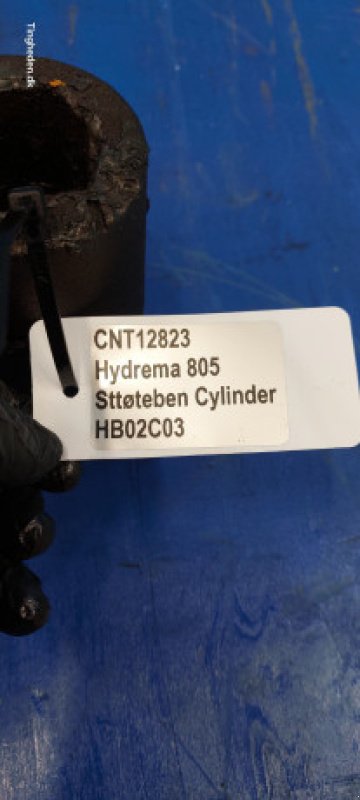 Tingheden.dk
CNT12823
Hydrema 805
Sttøteben Cylinder
HB02C03